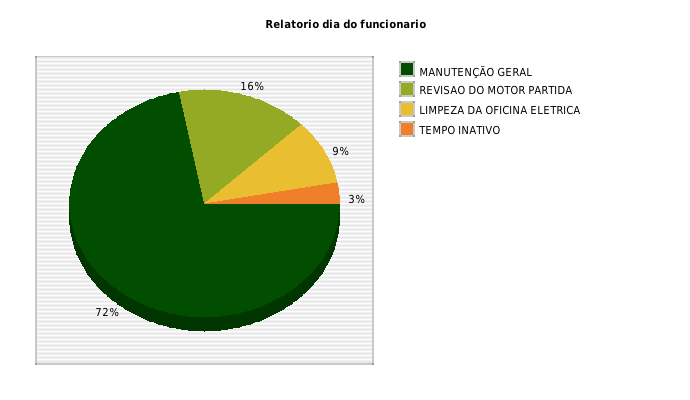 Relatorio dia do funcionario
16%
9%
3%
72%
MANUTENÇÃO GERAL
REVISAO DO MOTOR PARTIDA
LIMPEZA DA OFICINA ELETRICA
TEMPO INATIVO